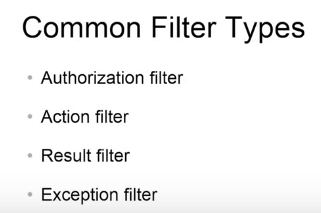 Common Filter Types
• Authorization filter
• Action filter
• Result filter
• Exception filter